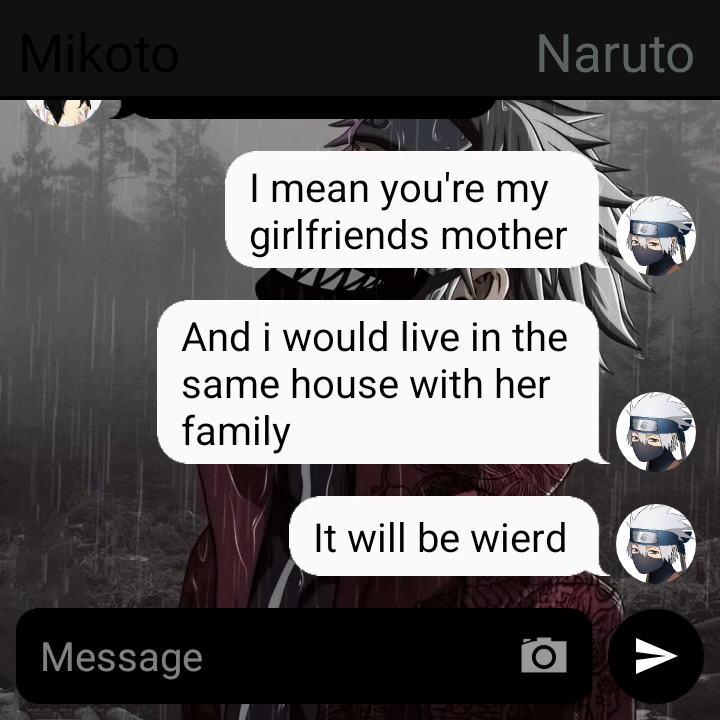 Mikoto
Naruto
I mean you're my
girlfriends mother
And i would live in the
same house with her
family
It will be wierd
Message